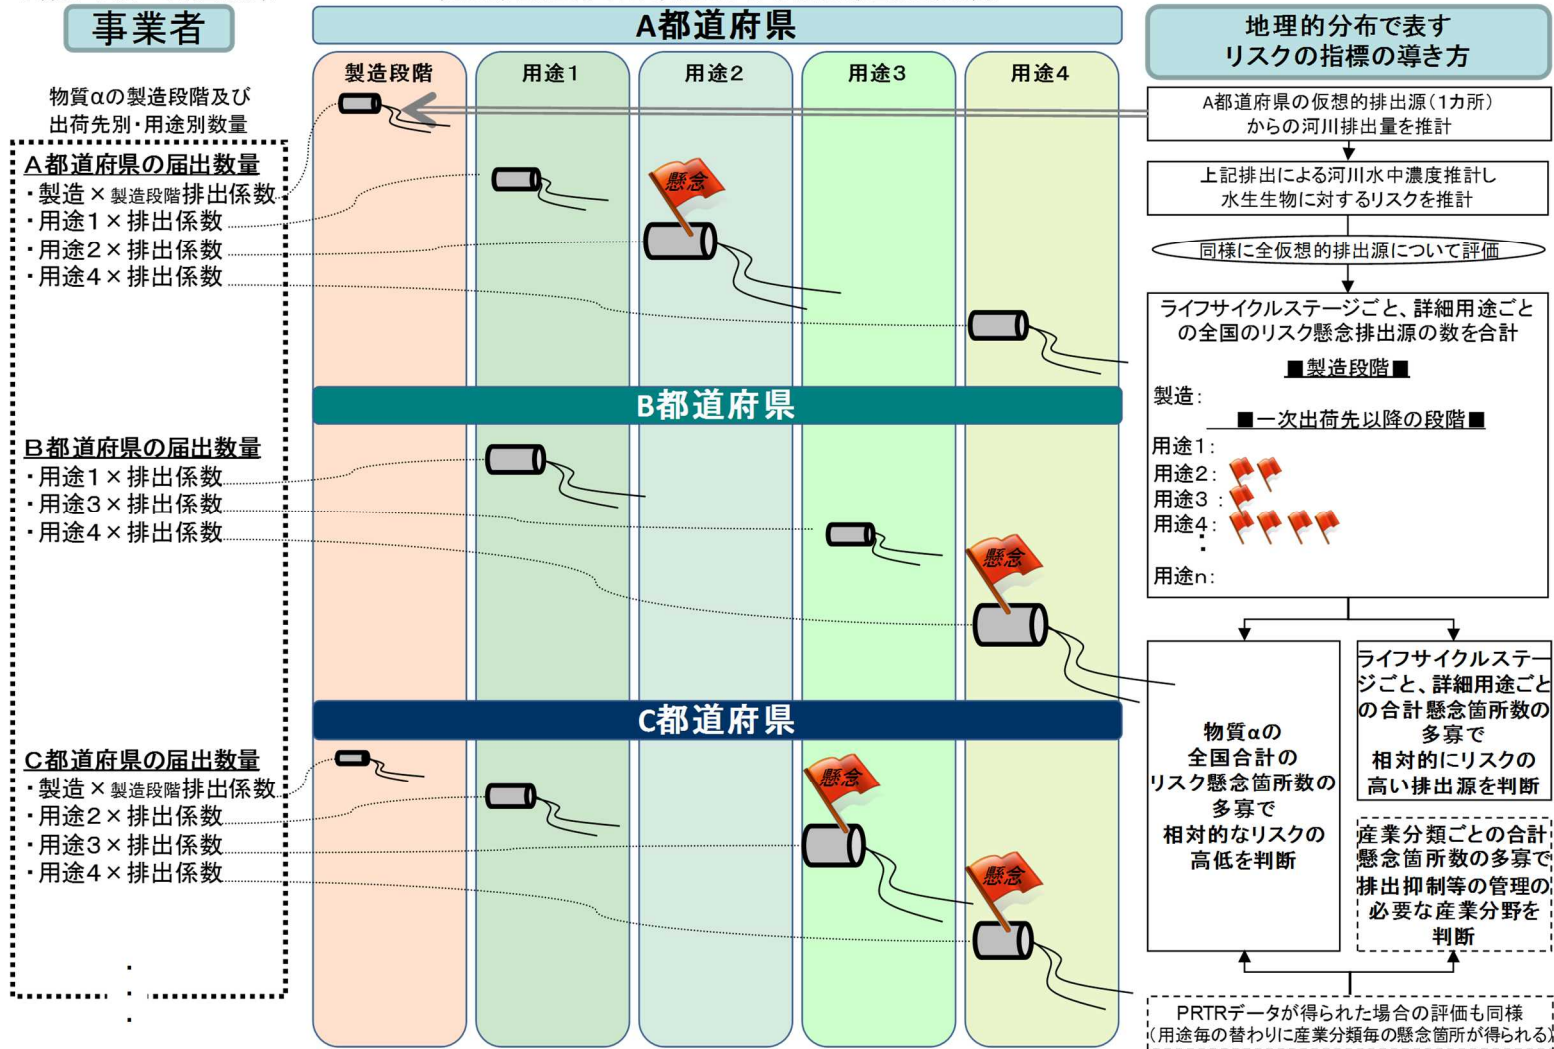 事業者
物質αの製造段階及び
出荷先別・用途別数量
A都道府県の届出数量
・製造×製造段階排出係数
・用途1×排出係数
・用途2×排出係数
・用途4×排出係数
B都道府県の届出数量
・用途1×排出係数
・用途3×排出係数
・用途4×排出係数
C都道府県の届出数量
・製造×製造段階排出係数
・用途2×排出係数
・用途3×排出係数
・用途4×排出係数
・
・
・
A都道府県
製造段階
用途1
用途2
用途3
用途4
懸念
B都道府県
懸念
C都道府県
懸念
懸念
地理的分布で表す
リスクの指標の導き方
A都道府県の仮想的排出源(1カ所)
からの河川排出量を推計
上記排出による河川水中濃度推計し
水生生物に対するリスクを推計
同様に全仮想的排出源について評価
ライフサイクルステージごと、詳細用途ごと
の全国のリスク懸念排出源の数を合計
■製造段階■
製造:
■一次出荷先以降の段階■
用途1:
用途2:
用途3 :
用途4:
:
用途n:
物質αの
全国合計の
リスク懸念箇所数の
多寡で
相対的なリスクの
高低を判断
ライフサイクルステー
ジごと、詳細用途ごと
の合計懸念箇所数の
多寡で
相対的にリスクの
高い排出源を判断
産業分類ごとの合計
懸念箇所数の多寡で
排出抑制等の管理の
必要な産業分野を
判断
PRTRデータが得られた場合の評価も同様
(用途毎の替わりに産業分類毎の懸念箇所が得られる)